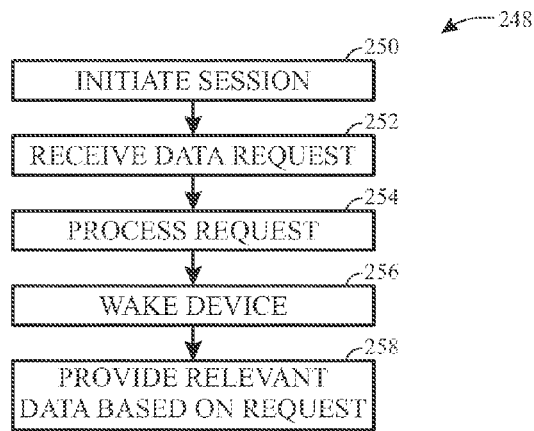 248
250
INITIATE SESSION
252
RECEIVE DATA REQUEST
254
PROCESS REQUEST
256
WAKE DEVICE
258
PROVIDE RELEVANT
DATA BASED ON REQUEST